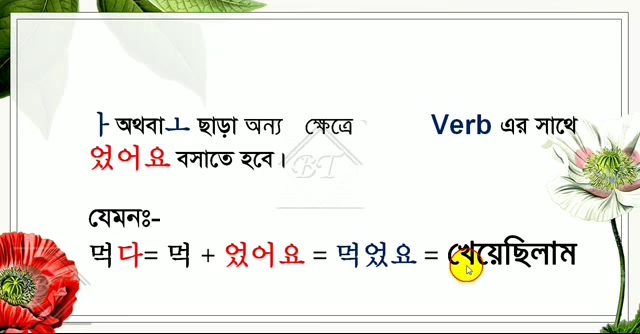 ㅏ অথবা ㅗ ছাড়া অন্য ক্ষেত্রে Verb এর সাথে
었어요 বসাতে হবে।
যেমনঃ-
먹다= 먹 + 었어요 = 먹었요 = খেয়েছিলাম
BT